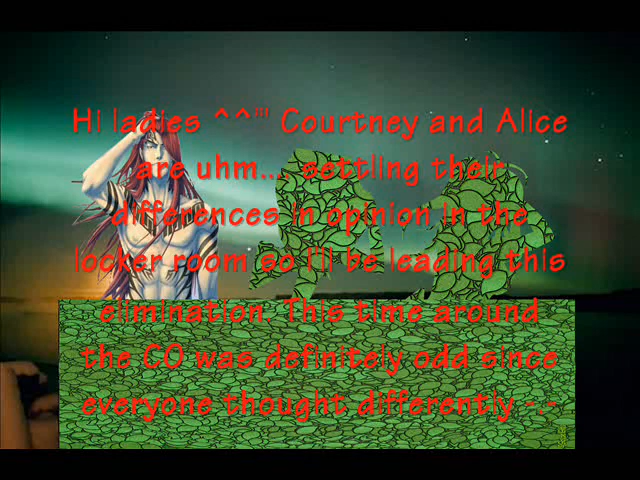 Hi ladies ^^''' Courtney and Alice
are uhm.... settling their
differences in opinion in the
locker room so I'll be leading this
elimination. This time around
the CO was definitely odd since
everyone thought differently -.-